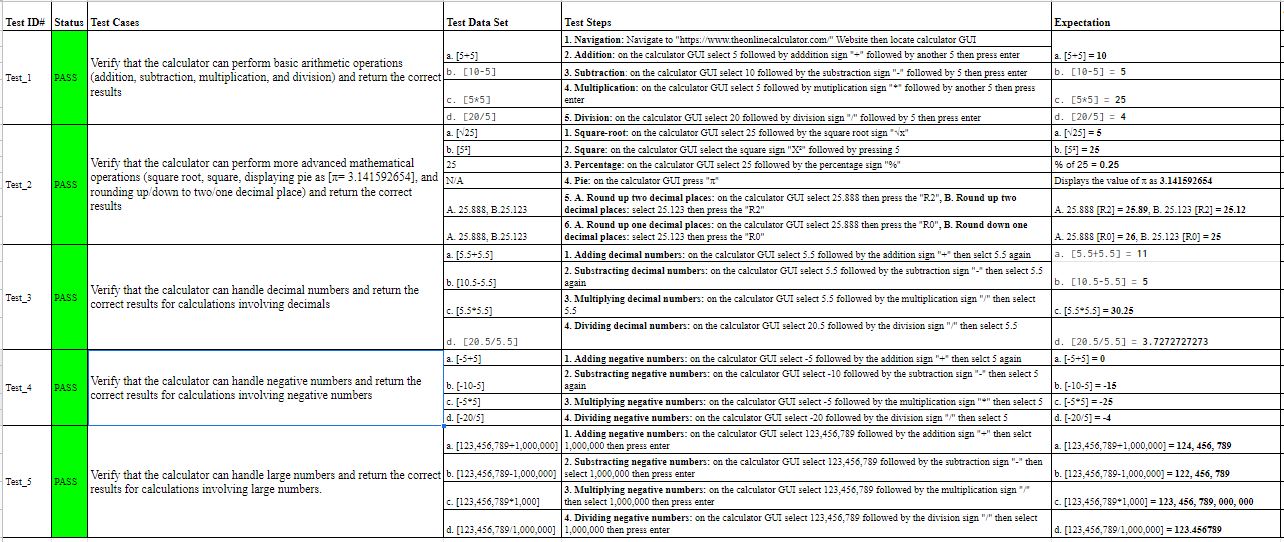 Test ID# Status Test Cases Test Data Set Test Steps Expectation
Test_1
PASS
Verify that the calculator can perform basic arithmetic operations
(addition, subtraction, multiplication, and division) and return the correct
results
a. [5+5]
b. [10-5]
c. [5*5]
d. [20/5]
1. Navigation: Navigate to "https://www.theonlinecalculator.com/" Website then locate calculator GUI
2. Addition: on the calculator GUI select 5 followed by adddition sign "+" followed by another 5 then press enter
3. Subtraction: on the calculator GUI select 10 followed by the substraction sign "-" followed by 5 then press enter
4. Multiplication: on the calculator GUI select 5 followed by mutiplication sign "*" followed by another 5 then press
enter
5. Division: on the calculator GUI select 20 followed by division sign "/" followed by 5 then press enter
a. [5+5] = 10
b. [10-5] = 5
c. [5*5] = 25
d. [20/5] = 4
Test_2
PASS
Verify that the calculator can perform more advanced mathematical
operations (square root, square, displaying pie as [π= 3.141592654], and
rounding up/down to two/one decimal place) and return the correct
results
a. [√25]
b. [5²]
25
N/A
A. 25.888, B.25.123
A. 25.888, B.25.123
1. Square-root: on the calculator GUI select 25 followed by the square root sign "√x"
2. Square: on the calculator GUI select the square sign "X²" followed by pressing 5
3. Percentage: on the calculator GUI select 25 followed by the percentage sign "%"
4. Pie: on the calculator GUI press "π"
5. A. Round up two decimal places: on the calculator GUI select 25.888 then press the "R2", B. Round up two
decimal places: select 25.123 then press the "R2"
6. A. Round up one decimal places: on the calculator GUI select 25.888 then press the "R0", B. Round down one
decimal places: select 25.123 then press the "R0"
a. [√25] = 5
b. [5²] = 25
% of 25 = 0.25
Displays the value of π as 3.141592654
A. 25.888 [R2] = 25.89, B. 25.123 [R2] = 25.12
A. 25.888 [R0] = 26, B. 25.123 [R0] = 25
Test_3
PASS
Verify that the calculator can handle decimal numbers and return the
correct results for calculations involving decimals
a. [5.5+5.5]
b. [10.5-5.5]
c. [5.5*5.5]
d. [20.5/5.5]
1. Adding decimal numbers: on the calculator GUI select 5.5 followed by the addition sign "+" then selct 5.5 again
2. Substracting decimal numbers: on the calculator GUI select 5.5 followed by the subtraction sign "-" then select 5.5
again
3. Multiplying decimal numbers: on the calculator GUI select 5.5 followed by the multiplication sign "/" then select
5.5
4. Dividing decimal numbers: on the calculator GUI select 20.5 followed by the division sign "/" then select 5.5
a. [5.5+5.5] = 11
b. [10.5-5.5] = 5
c. [5.5*5.5] = 30.25
d. [20.5/5.5] = 3.7272727273
Test_4
PASS
Verify that the calculator can handle negative numbers and return the
correct results for calculations involving negative numbers
a. [-5+5]
b. [-10-5]
c. [-5*5]
d. [-20/5]
1. Adding negative numbers: on the calculator GUI select -5 followed by the addition sign "+" then selct 5 again
2. Substracting negative numbers: on the calculator GUI select -10 followed by the subtraction sign "-" then select 5
again
3. Multiplying negative numbers: on the calculator GUI select -5 followed by the multiplication sign "*" then select 5
4. Dividing negative numbers: on the calculator GUI select -20 followed by the division sign "/" then select 5
a. [-5+5] = 0
b. [-10-5] = -15
c. [-5*5] = -25
d. [-20/5] = -4
Test_5
PASS
Verify that the calculator can handle large numbers and return the correct
results for calculations involving large numbers.
a. [123,456,789+1,000,000]
b. [123,456,789-1,000,000]
c. [123,456,789*1,000]
d. [123,456,789/1,000,000]
1. Adding negative numbers: on the calculator GUI select 123,456,789 followed by the addition sign "+" then selct
1,000,000 then press enter
2. Substracting negative numbers: on the calculator GUI select 123,456,789 followed by the subtraction sign "-" then
select 1,000,000 then press enter
3. Multiplying negative numbers: on the calculator GUI select 123,456,789 followed by the multiplication sign "/"
then select 1,000,000 then press enter
4. Dividing negative numbers: on the calculator GUI select 123,456,789 followed by the division sign "/" then select
1,000,000 then press enter
a. [123,456,789+1,000,000] = 124, 456, 789
b. [123,456,789-1,000,000] = 122, 456, 789
c. [123,456,789*1,000] = 123, 456, 789, 000, 000
d. [123,456,789/1,000,000] = 123.456789